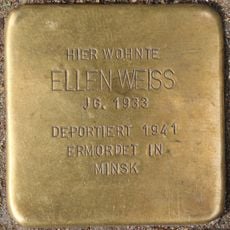 HIER WOHNTE
ELLEN WEISS
JG. 1933
DEPORTIERT 1941
ERMORDET IN
MINSK